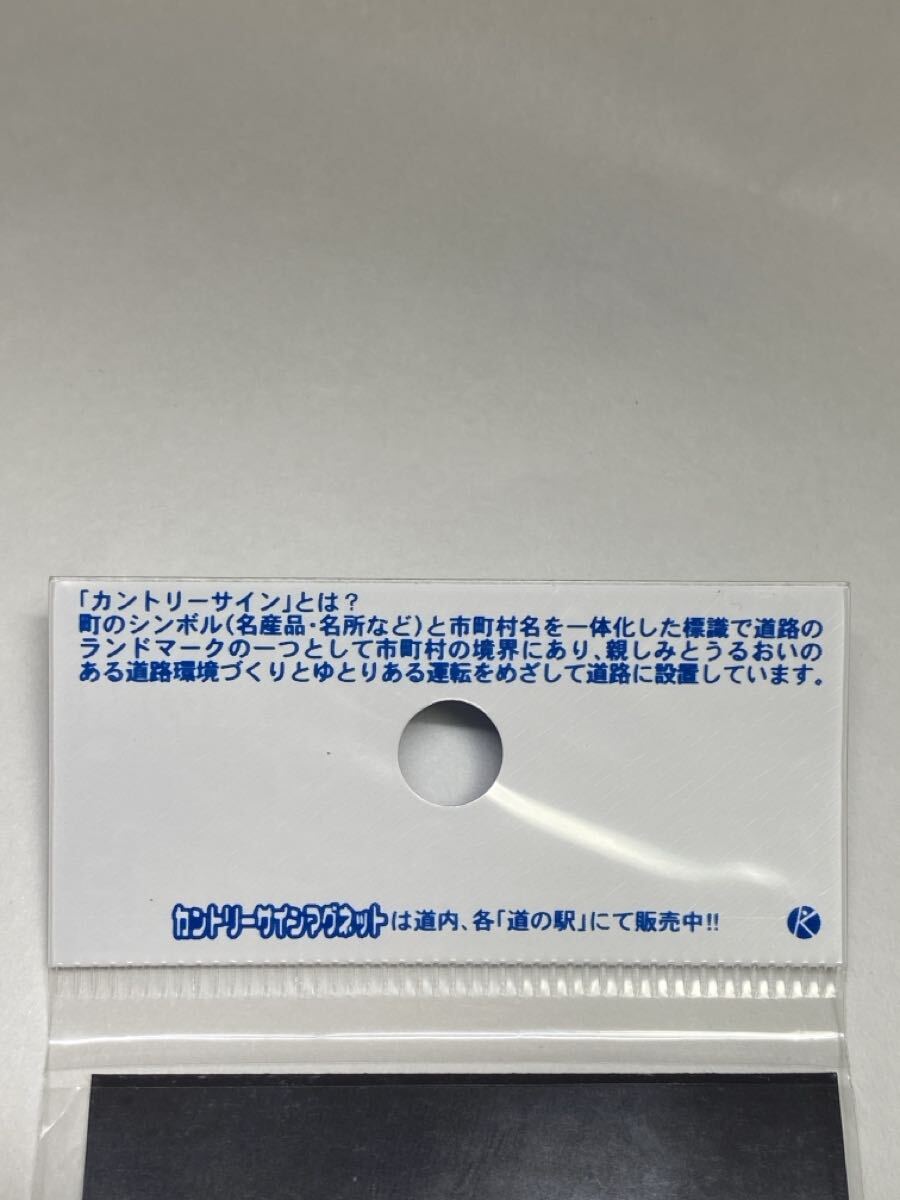 「カントリーサイン」とは？
町のシンボル(名産品・名所など)と市町村名を一体化した標識で道路の
ランドマークの一つとして市町村の境界にあり、親しみとうるおいの
ある道路環境づくりとゆとりある運転をめざして道路に設置しています。
カントリーサインマグネットは道内、各「道の駅」にて販売中!!